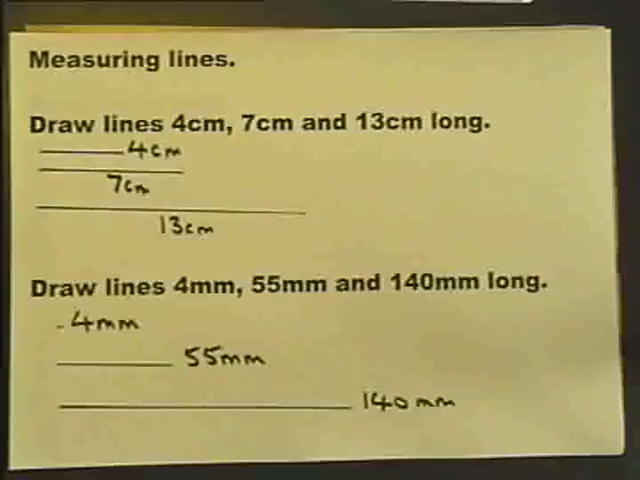 Measuring lines.
Draw lines 4cm, 7cm and 13cm long.
4cm
7cm
13cm
Draw lines 4mm, 55mm and 140mm long.
4mm
55mm
140mm